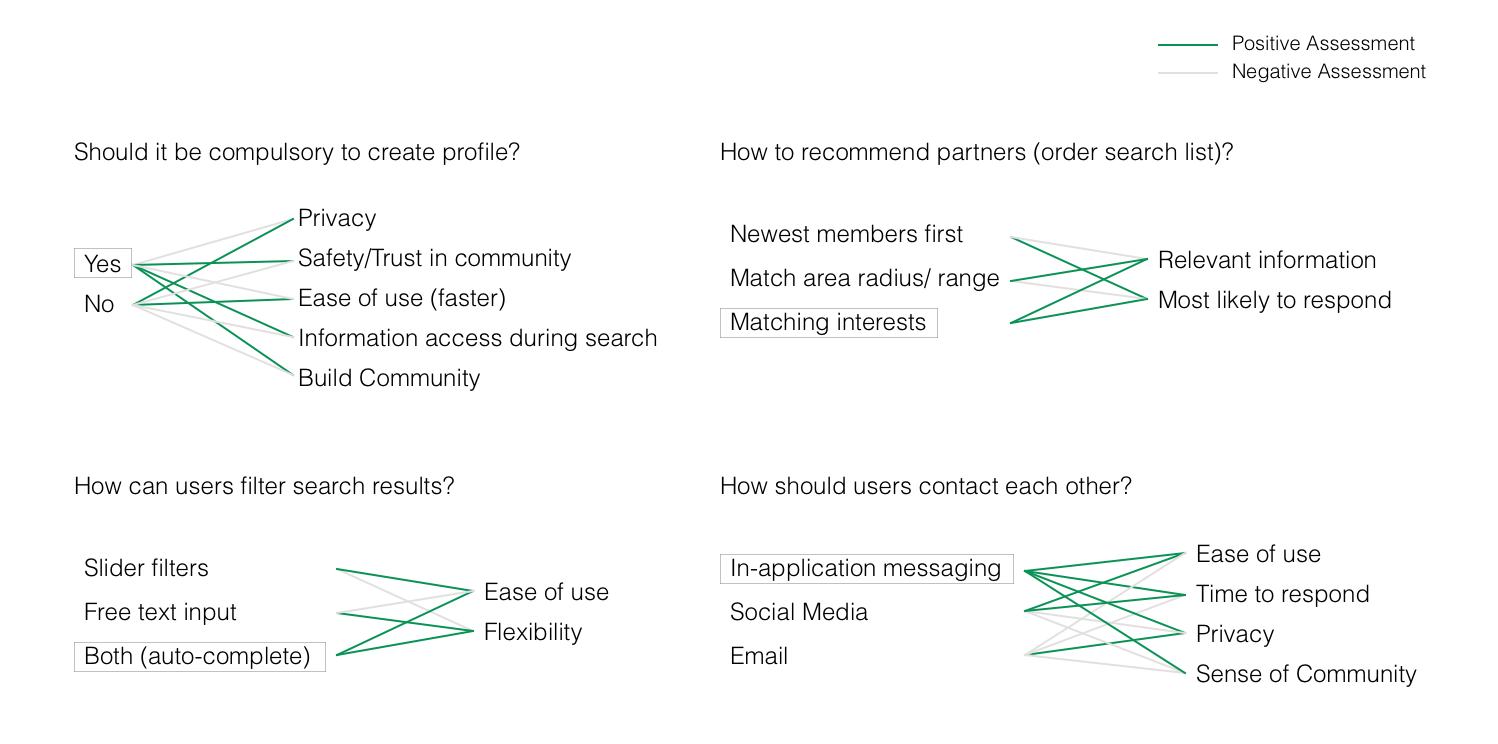 Positive Assessment
Negative Assessment
Should it be compulsory to create profile?
Yes
No
Privacy
Safety/Trust in community
Ease of use (faster)
Information access during search
Build Community
How to recommend partners (order search list)?
Newest members first
Match area radius/ range
Matching interests
Relevant information
Most likely to respond
How can users filter search results?
Slider filters
Free text input
Both (auto-complete)
Ease of use
Flexibility
How should users contact each other?
In-application messaging
Social Media
Email
Ease of use
Time to respond
Privacy
Sense of Community